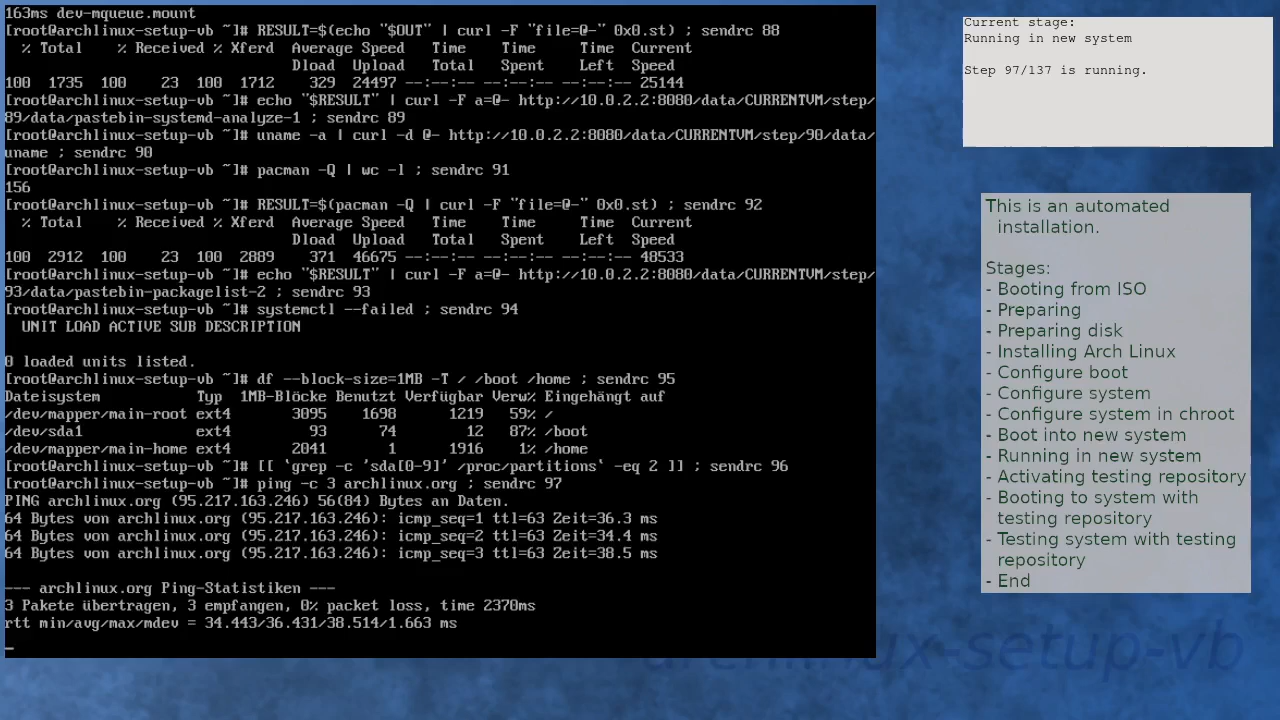 163ms dev-mqueue.mount
[root@archlinux-setup-vb ~]# RESULT=$(echo "$OUT" | curl -F "file=@-" 0x0.st) ; sendrc 88
% Total % Received % Xferd Average Speed Time Time Time Current
Dload Upload Total Spent Left Speed
100 1735 100 23 100 1712 329 24497 --:--:-- --:--:-- --:--:-- 25144
[root@archlinux-setup-vb ~]# echo "$RESULT" | curl -F a=@- http://10.0.2.2:8080/data/CURRENTVM/step/
89/data/pastebin-systemd-analyze-1 ; sendrc 89
[root@archlinux-setup-vb ~]# uname -a | curl -d @- http://10.0.2.2:8080/data/CURRENTVM/step/90/data/
uname ; sendrc 90
[root@archlinux-setup-vb ~]# pacman -Q | wc -l ; sendrc 91
156
[root@archlinux-setup-vb ~]# RESULT=$(pacman -Q | curl -F "file=@-" 0x0.st) ; sendrc 92
% Total % Received % Xferd Average Speed Time Time Time Current
Dload Upload Total Spent Left Speed
100 2912 100 23 100 2889 371 46675 --:--:-- --:--:-- --:--:-- 48533
[root@archlinux-setup-vb ~]# echo "$RESULT" | curl -F a=@- http://10.0.2.2:8080/data/CURRENTVM/step/
93/data/pastebin-packagelist-2 ; sendrc 93
[root@archlinux-setup-vb ~]# systemctl --failed ; sendrc 94
UNIT LOAD ACTIVE SUB DESCRIPTION
0 loaded units listed.
[root@archlinux-setup-vb ~]# df --block-size=1MB -T / /boot /home ; sendrc 95
Dateisystem Typ 1MB-Blöcke Benutzt Verfügbar Verw% Eingehängt auf
/dev/mapper/main-root ext4 3095 1698 1219 59% /
/dev/sda1 ext4 93 74 12 87% /boot
/dev/mapper/main-home ext4 2041 1 1916 1% /home
[root@archlinux-setup-vb ~]# [[ `grep -c 'sda[0-9]' /proc/partitions` -eq 2 ]] ; sendrc 96
[root@archlinux-setup-vb ~]# ping -c 3 archlinux.org ; sendrc 97
PING archlinux.org (95.217.163.246) 56(84) Bytes an Daten.
64 Bytes von archlinux.org (95.217.163.246): icmp_seq=1 ttl=63 Zeit=36.3 ms
64 Bytes von archlinux.org (95.217.163.246): icmp_seq=2 ttl=63 Zeit=34.4 ms
64 Bytes von archlinux.org (95.217.163.246): icmp_seq=3 ttl=63 Zeit=38.5 ms
--- archlinux.org Ping-Statistiken ---
3 Pakete übertragen, 3 empfangen, 0% packet loss, time 2370ms
rtt min/avg/max/mdev = 34.443/36.431/38.514/1.663 ms
Current stage:
Running in new system
Step 97/137 is running.
This is an automated
installation.
Stages:
- Booting from ISO
- Preparing
- Preparing disk
- Installing Arch Linux
- Configure boot
- Configure system
- Configure system in chroot
- Boot into new system
- Running in new system
- Activating testing repository
- Booting to system with
testing repository
- Testing system with testing
repository
- End
archlinux-setup-vb